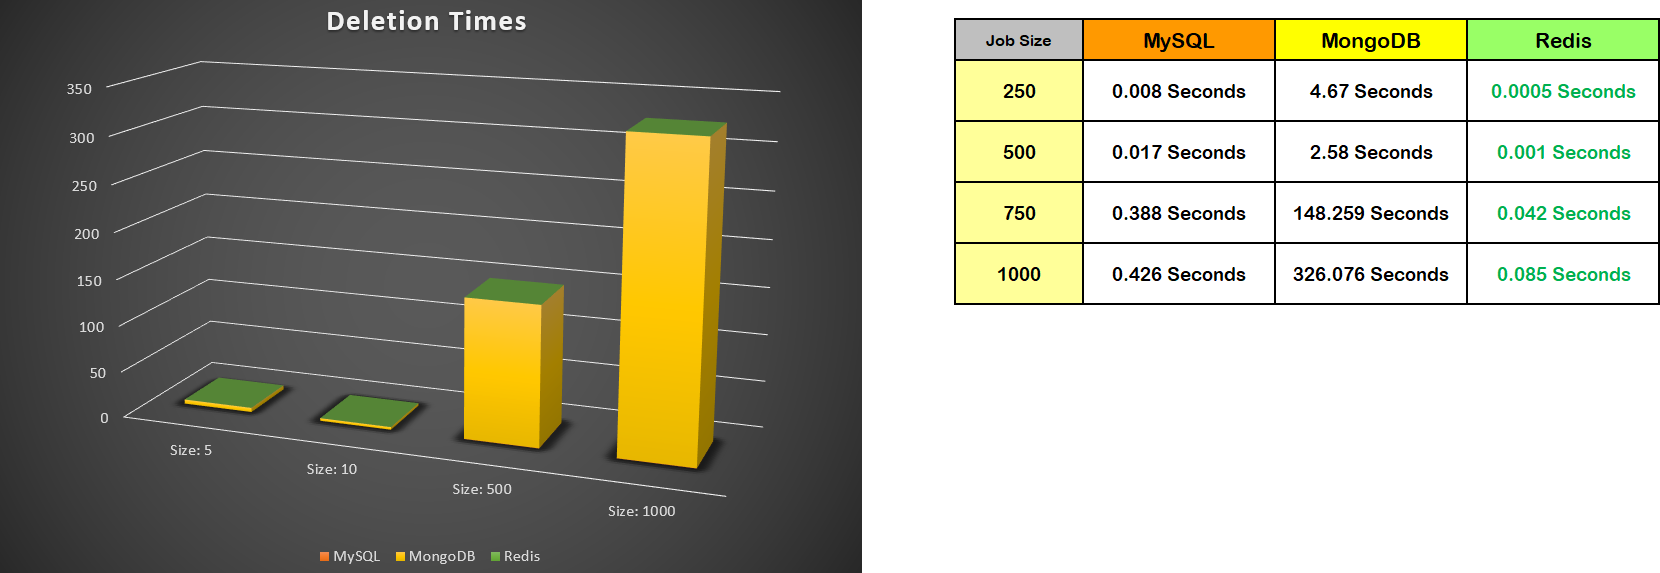 Deletion Times
350
300
250
200
150
100
50
0
Size: 5
Size: 10
Size: 500
Size: 1000
MySQL MongoDB Redis
Job Size MySQL MongoDB Redis
250 0.008 Seconds 4.67 Seconds 0.0005 Seconds
500 0.017 Seconds 2.58 Seconds 0.001 Seconds
750 0.388 Seconds 148.259 Seconds 0.042 Seconds
1000 0.426 Seconds 326.076 Seconds 0.085 Seconds